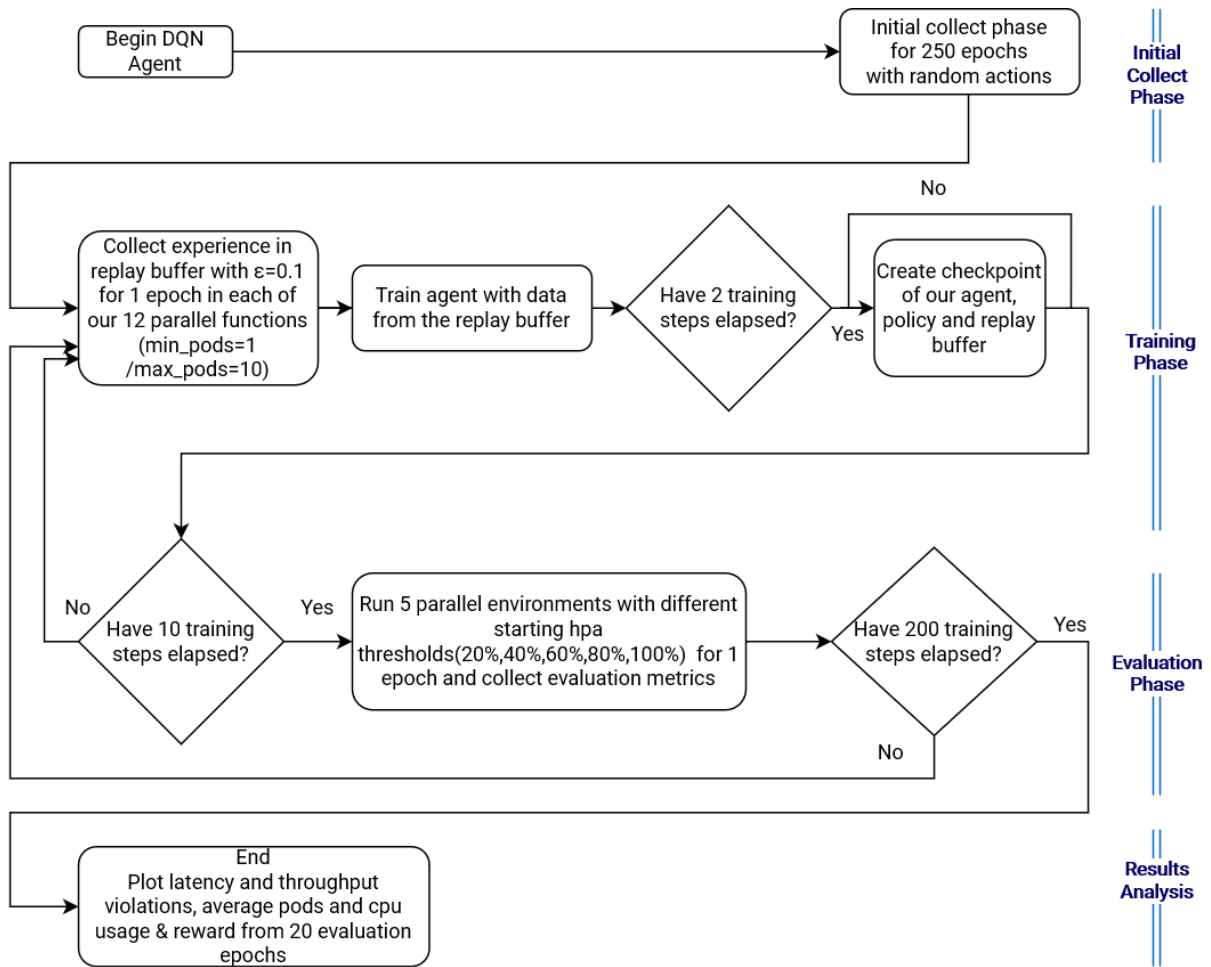 Begin DQN
Agent
Initial collect phase
for 250 epochs
with random actions
Initial
Collect
Phase
Collect experience in
replay buffer with ε=0.1
for 1 epoch in each of
our 12 parallel functions
(min_pods=1
/max_pods=10)
Train agent with data
from the replay buffer
Have 2 training
steps elapsed?
No
Yes
Create checkpoint
of our agent,
policy and replay
buffer
Training
Phase
No
Have 10 training
steps elapsed?
Yes
Run 5 parallel environments with different
starting hpa
thresholds(20%,40%,60%,80%,100%) for 1
epoch and collect evaluation metrics
Have 200 training
steps elapsed?
Yes
No
Evaluation
Phase
End
Plot latency and throughput
violations, average pods and cpu
usage & reward from 20 evaluation
epochs
Results
Analysis